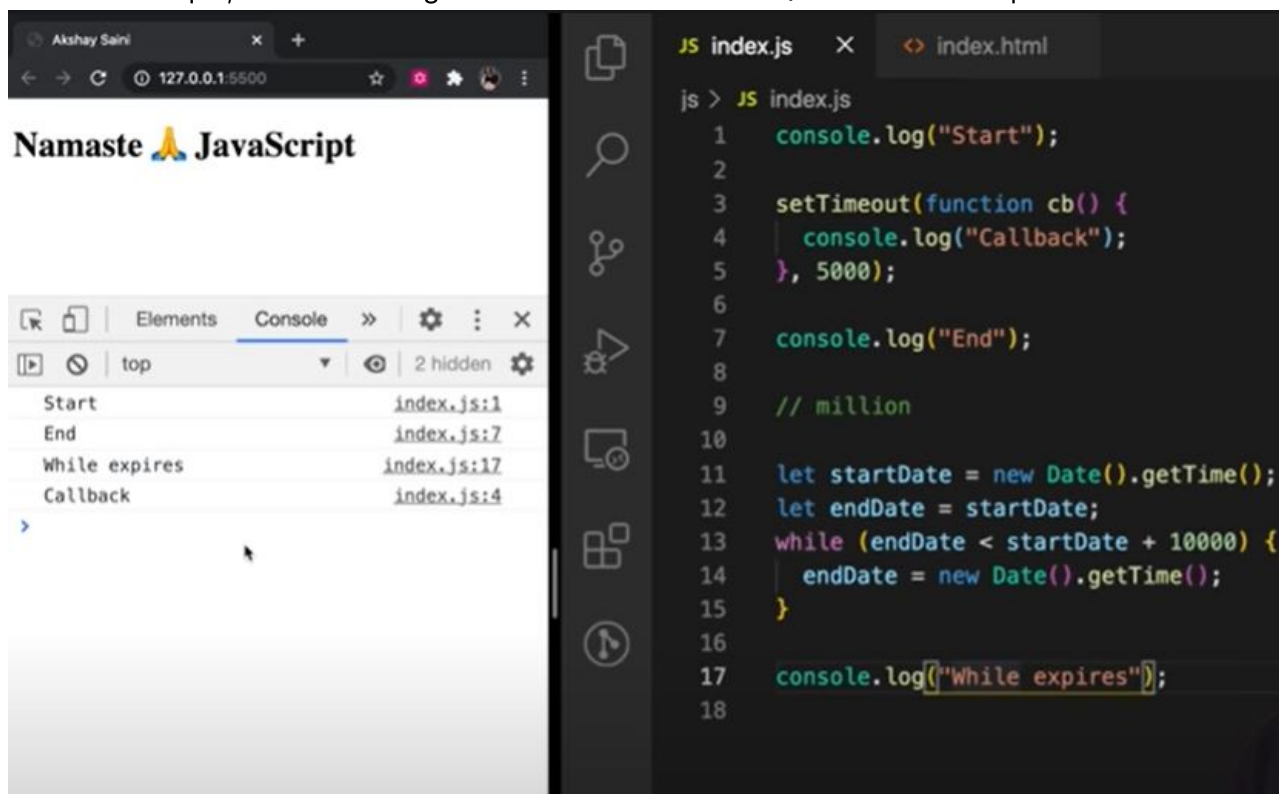 Akshay Saini
127.0.0.1:5500
Namaste 🙏 JavaScript
Elements Console
top 2 hidden
Start index.js:1
End index.js:7
While expires index.js:17
Callback index.js:4
JS index.js <> index.html
js > JS index.js
1 console.log("Start");
2
3 setTimeout(function cb() {
4 console.log("Callback");
5 }, 5000);
6
7 console.log("End");
8
9 // million
10
11 let startDate = new Date().getTime();
12 let endDate = startDate;
13 while (endDate < startDate + 10000) {
14 endDate = new Date().getTime();
15 }
16
17 console.log("While expires");
18